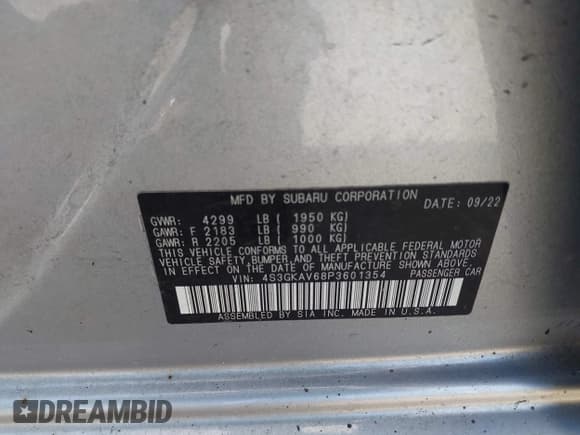 MFD BY SUBARU CORPORATION DATE: 09/22
GVWR: 4299 LB ( 1950 KG)
GAWR: F 2183 LB ( 990 KG)
GAWR: R 2205 LB ( 1000 KG)
THIS VEHICLE CONFORMS TO ALL APPLICABLE FEDERAL MOTOR
VEHICLE SAFETY,BUMPER,AND THEFT PREVENTION STANDARDS
IN EFFECT ON THE DATE OF MANUFACTURE SHOWN ABOVE.
VIN: 4S3GKAV68P3601354 PASSENGER CAR
ASSEMBLED BY SIA INC. MADE IN U.S.A.
DREAMBID